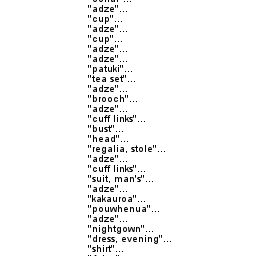 "adze"...
"cup"...
"adze"...
"cup"...
"adze"...
"adze"...
"patuki"...
"tea set"...
"adze"...
"brooch"...
"adze"...
"cuff links"...
"bust"...
"head"...
"regalia, stole"...
"adze"...
"cuff links"...
"suit, man's"...
"adze"...
"kakauroa"...
"pouwhenua"...
"adze"...
"nightgown"...
"dress, evening"...
"shirt"...